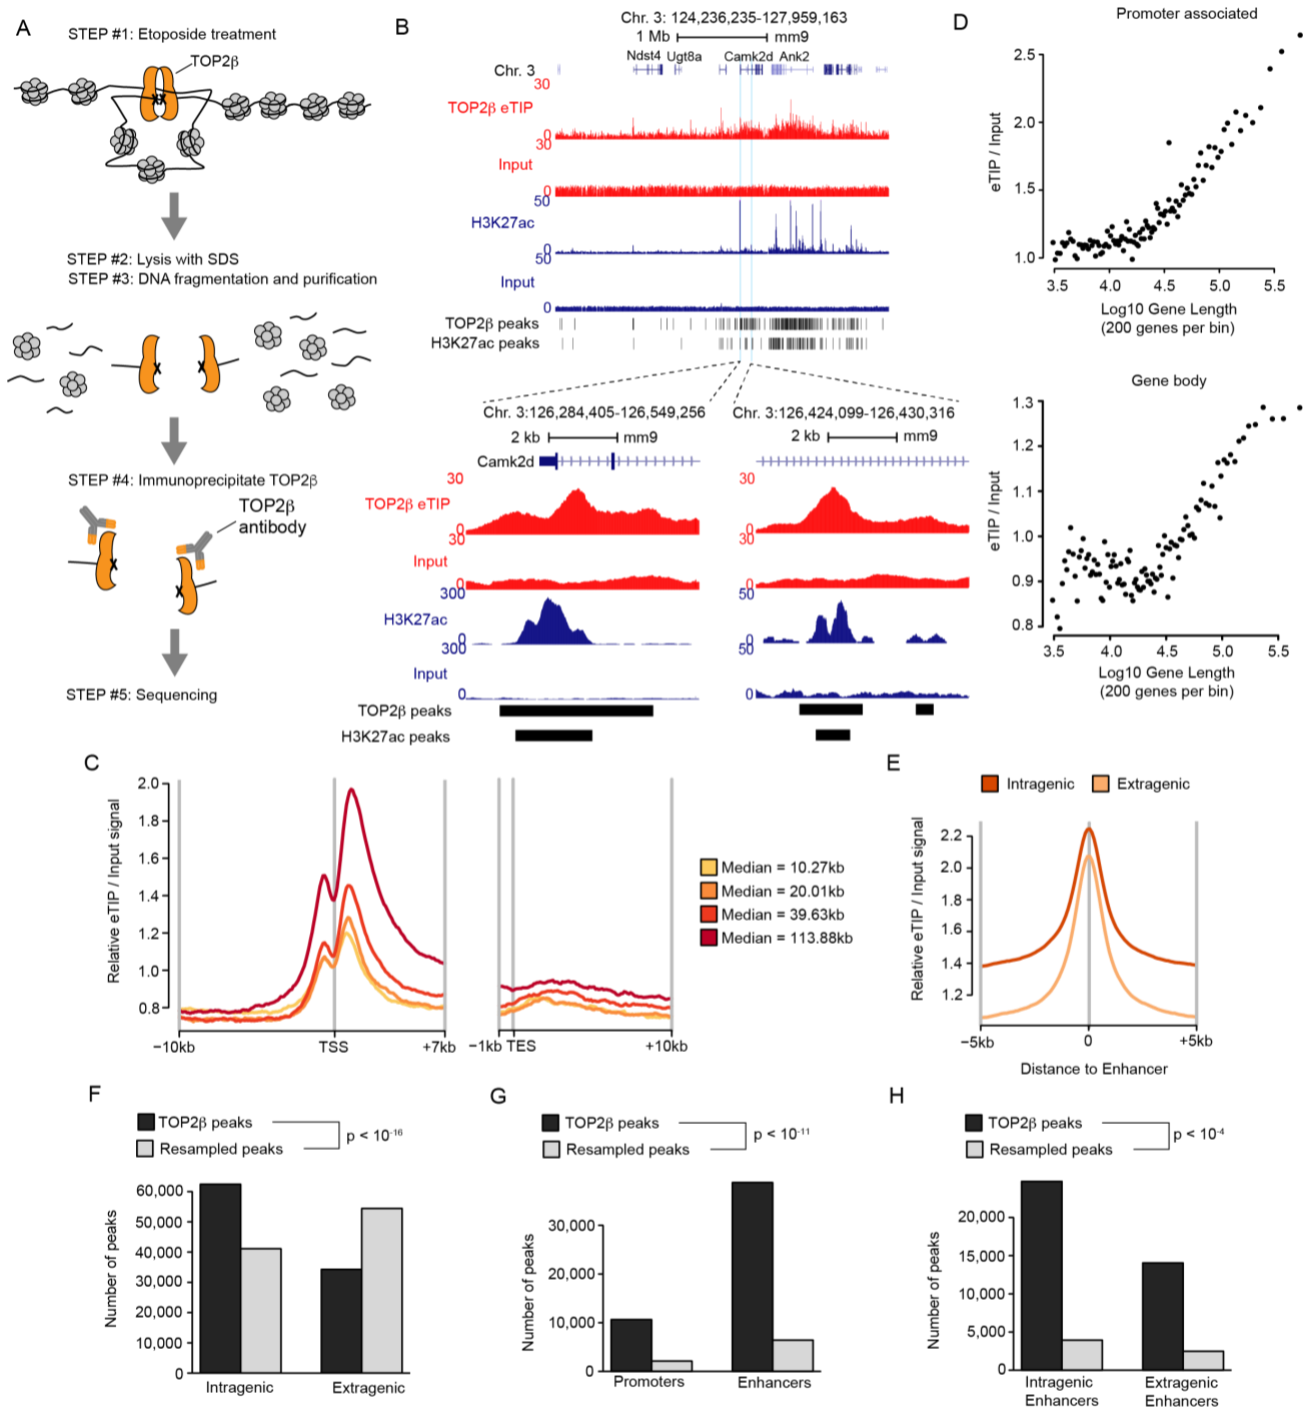 A
STEP #1: Etoposide treatment
TOP2β
STEP #2: Lysis with SDS
STEP #3: DNA fragmentation and purification
STEP #4: Immunoprecipitate TOP2β
TOP2β
antibody
STEP #5: Sequencing
B
Chr. 3: 124,236,235-127,959,163
1 Mb mm9
Ndst4 Ugt8a Camk2d Ank2
Chr. 3
30
TOP2β eTIP
0
30
Input
0
50
H3K27ac
0
50
Input
0
TOP2β peaks
H3K27ac peaks
Chr. 3:126,284,405-126,549,256
2 kb mm9
Camk2d
30
TOP2β eTIP
0
30
Input
0
300
H3K27ac
0
300
Input
0
TOP2β peaks
H3K27ac peaks
Chr. 3:126,424,099-126,430,316
2 kb mm9
30
0
30
0
50
0
50
0
C
Relative eTIP / Input signal
2.0
1.8
1.6
1.4
1.2
1.0
0.8
−10kb TSS +7kb
−1kb TES +10kb
Median = 10.27kb
Median = 20.01kb
Median = 39.63kb
Median = 113.88kb
D
Promoter associated
eTIP / Input
2.5
2.0
1.5
1.0
3.5 4.0 4.5 5.0 5.5
Log10 Gene Length
(200 genes per bin)
Gene body
eTIP / Input
1.3
1.2
1.1
1.0
0.9
0.8
3.5 4.0 4.5 5.0 5.5
Log10 Gene Length
(200 genes per bin)
E
Intragenic Extragenic
Relative eTIP / Input signal
2.2
2.0
1.8
1.6
1.4
1.2
−5kb 0 +5kb
Distance to Enhancer
F
TOP2β peaks
Resampled peaks
p < 10-16
Number of peaks
60,000
50,000
40,000
30,000
20,000
10,000
0
Intragenic Extragenic
G
TOP2β peaks
Resampled peaks
p < 10-11
Number of peaks
30,000
20,000
10,000
0
Promoters Enhancers
H
TOP2β peaks
Resampled peaks
p < 10-4
Number of peaks
20,000
15,000
10,000
5,000
0
Intragenic Extragenic
Enhancers Enhancers